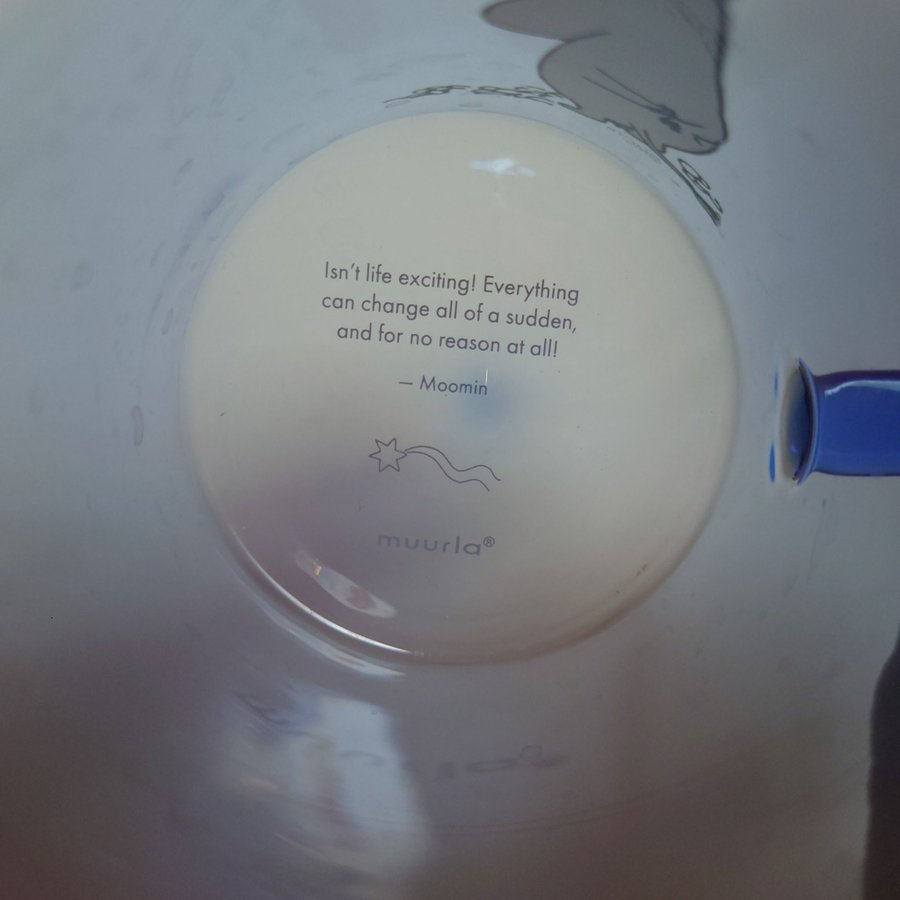 Isn't life exciting! Everything
can change all of a sudden,
and for no reason at all!
— Moomin
muurla®